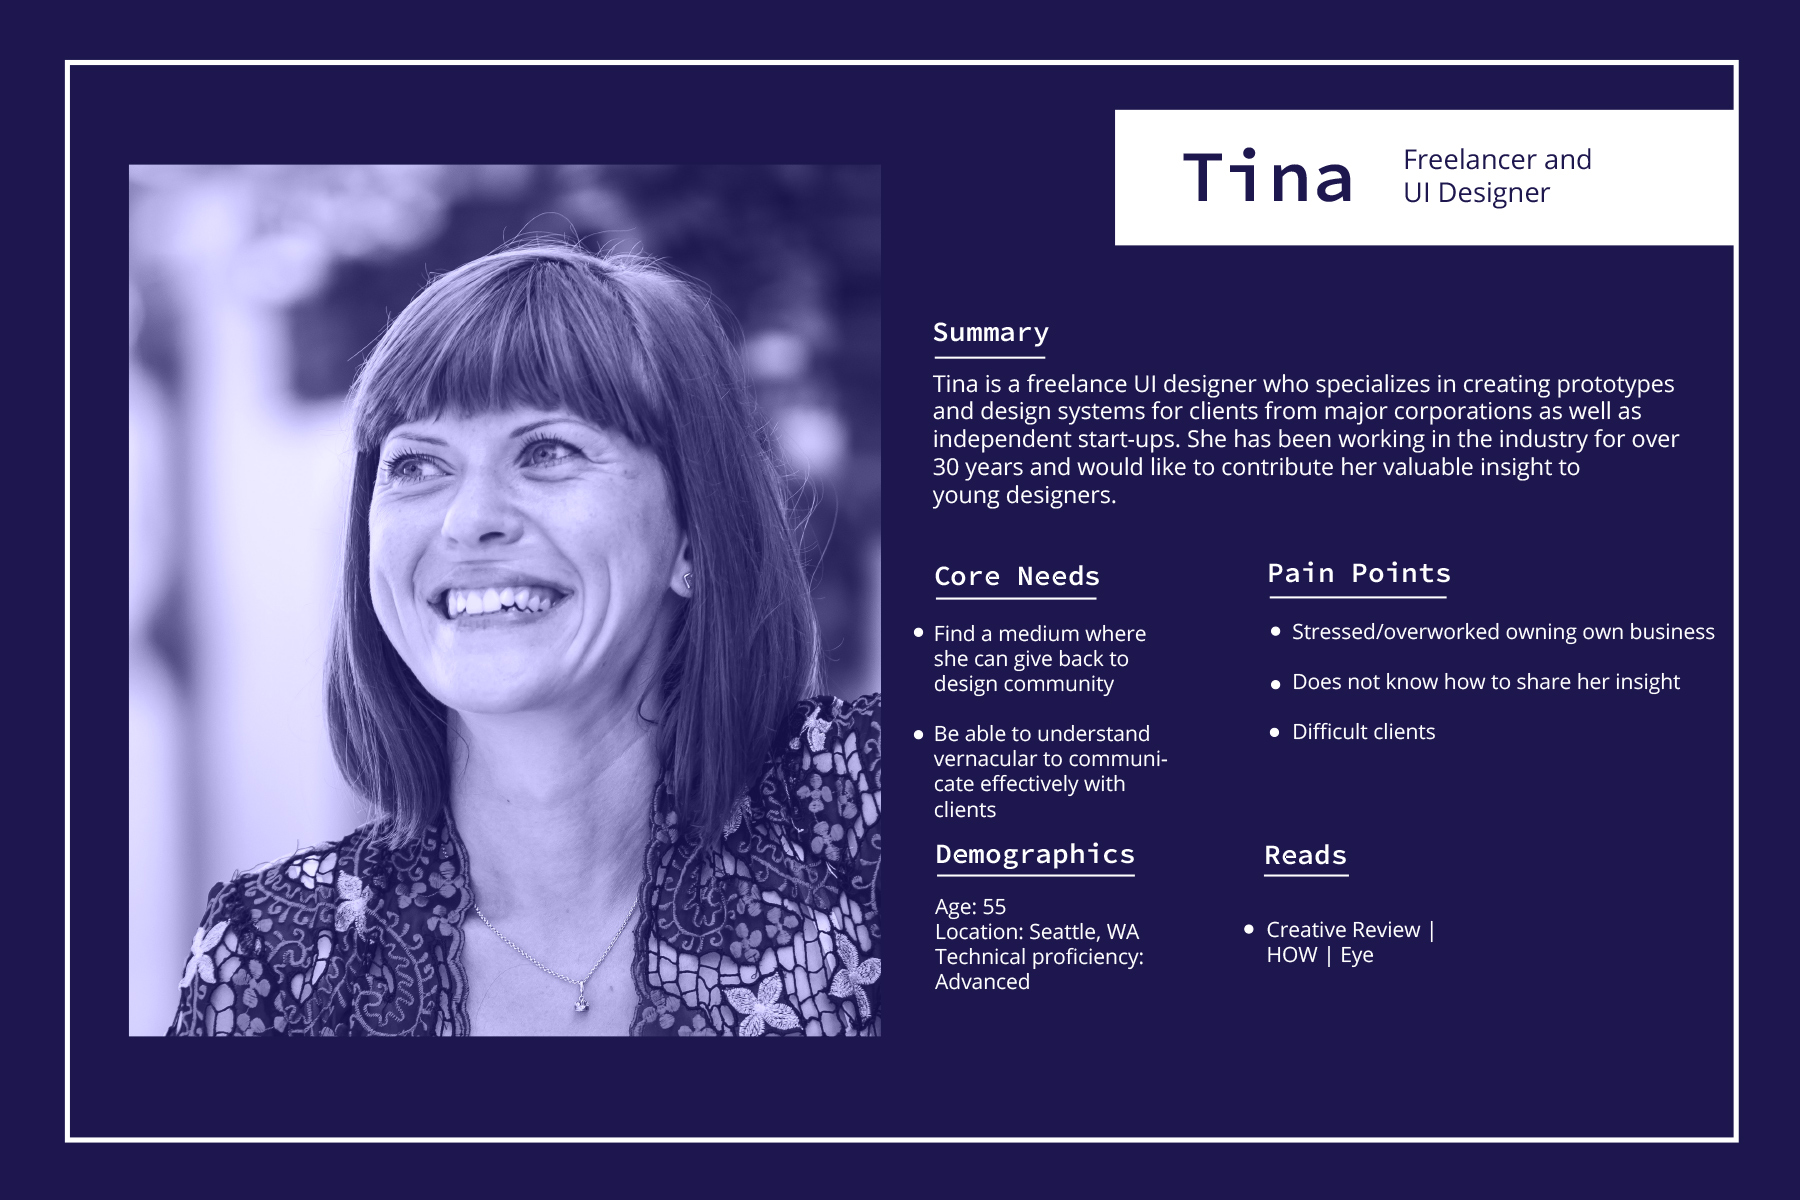 Tina
Freelancer and
UI Designer
Summary
Tina is a freelance UI designer who specializes in creating prototypes
and design systems for clients from major corporations as well as
independent start-ups. She has been working in the industry for over
30 years and would like to contribute her valuable insight to
young designers.
Core Needs
Find a medium where
she can give back to
design community
Be able to understand
vernacular to communi-
cate effectively with
clients
Pain Points
Stressed/overworked owning own business
Does not know how to share her insight
Difficult clients
Demographics
Age: 55
Location: Seattle, WA
Technical proficiency:
Advanced
Reads
Creative Review |
HOW | Eye